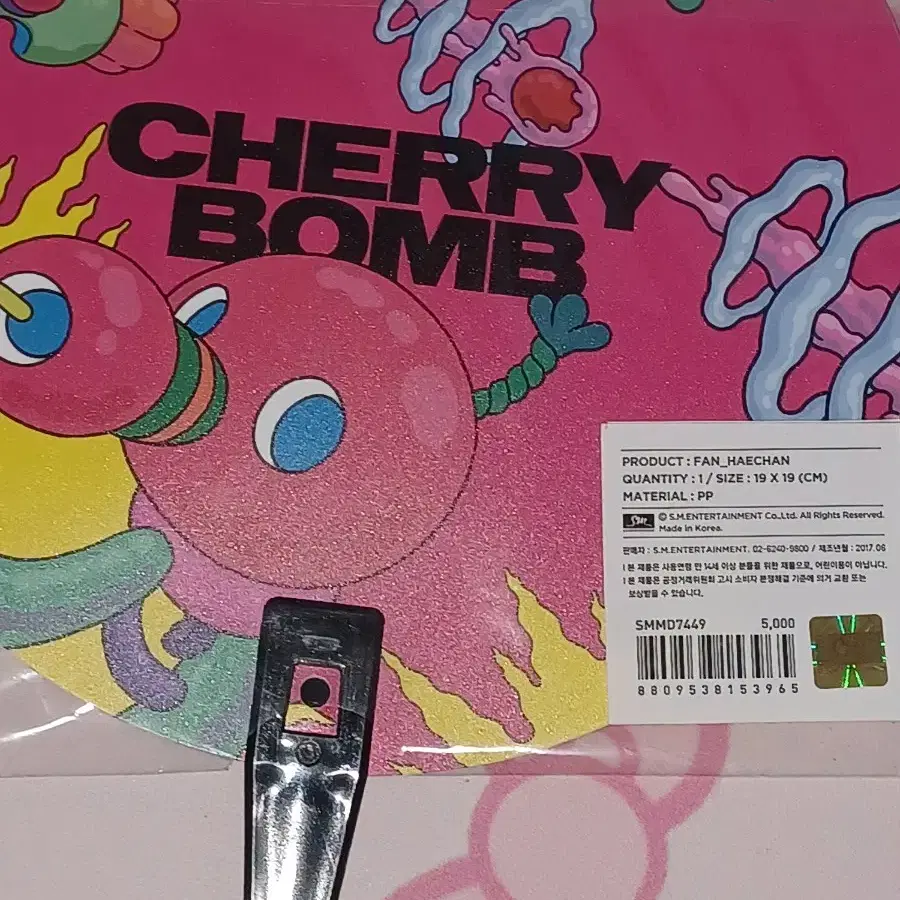 CHERRY
BOMB
PRODUCT : FAN_HAECHAN
QUANTITY : 1 / SIZE : 19 X 19 (CM)
MATERIAL : PP
SM
© S.M.ENTERTAINMENT Co.,Ltd. All Rights Reserved.
Made in Korea.
판매자 : S.M.ENTERTAINMENT. 02-6240-9800 / 제조년월 : 2017.06
! 본 제품은 사용연령 만 14세 이상 분들을 위한 제품으로, 어린이용이 아닙니다.
! 본 제품은 공정거래위원회 고시 소비자 분쟁해결 기준에 의거 교환 또는
보상받을 수 있습니다.
SMMD7449 5,000
8809538153965